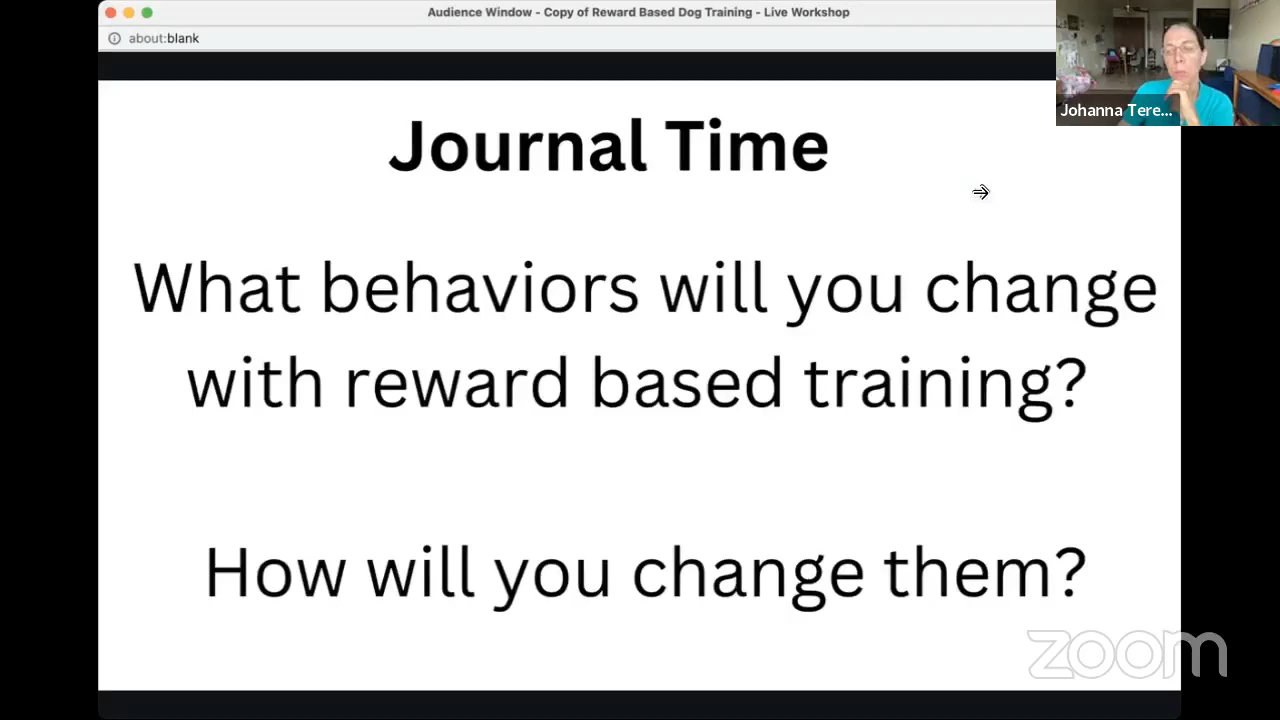 Audience Window - Copy of Reward Based Dog Training - Live Workshop
about:blank
Johanna Tere...
Journal Time
What behaviors will you change
with reward based training?
How will you change them?
zoom